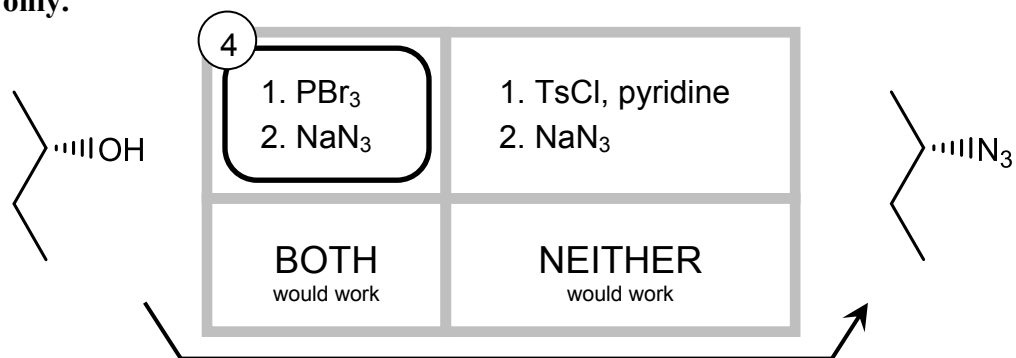 only.
4
1. PBr₃
2. NaN₃
1. TsCl, pyridine
2. NaN₃
OH
N₃
BOTH
would work
NEITHER
would work